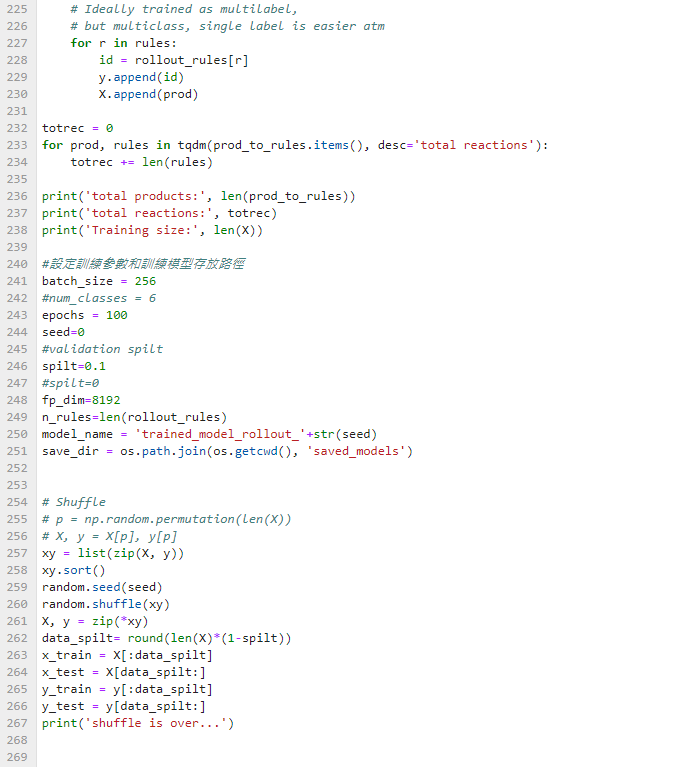 225 # Ideally trained as multilabel,
226 # but multiclass, single label is easier atm
227 for r in rules:
228 id = rollout_rules[r]
229 y.append(id)
230 X.append(prod)
231
232 totrec = 0
233 for prod, rules in tqdm(prod_to_rules.items(), desc='total reactions'):
234 totrec += len(rules)
235
236 print('total products:', len(prod_to_rules))
237 print('total reactions:', totrec)
238 print('Training size:', len(X))
239
240 #設定訓練參數和訓練模型存放路徑
241 batch_size = 256
242 #num_classes = 6
243 epochs = 100
244 seed=0
245 #validation spilt
246 spilt=0.1
247 #spilt=0
248 fp_dim=8192
249 n_rules=len(rollout_rules)
250 model_name = 'trained_model_rollout_'+str(seed)
251 save_dir = os.path.join(os.getcwd(), 'saved_models')
252
253
254 # Shuffle
255 # p = np.random.permutation(len(X))
256 # X, y = X[p], y[p]
257 xy = list(zip(X, y))
258 xy.sort()
259 random.seed(seed)
260 random.shuffle(xy)
261 X, y = zip(*xy)
262 data_spilt= round(len(X)*(1-spilt))
263 x_train = X[:data_spilt]
264 x_test = X[data_spilt:]
265 y_train = y[:data_spilt]
266 y_test = y[data_spilt:]
267 print('shuffle is over...')
268
269